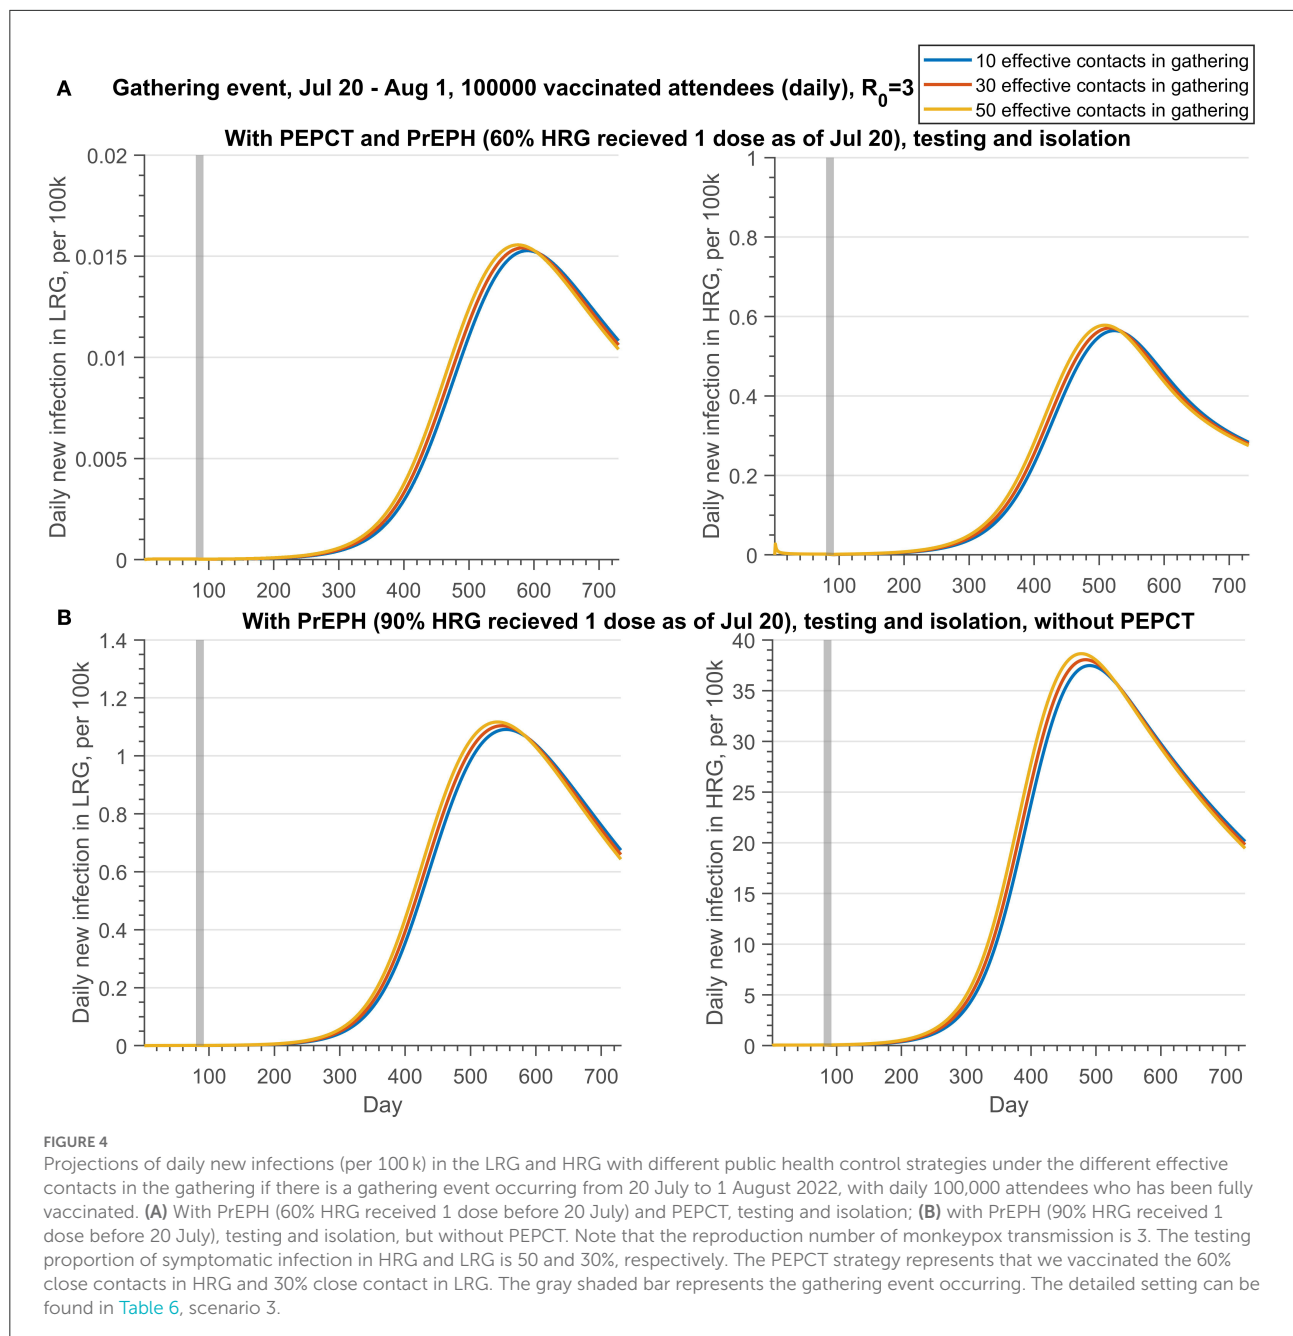 A
Gathering event, Jul 20 - Aug 1, 100000 vaccinated attendees (daily), R0=3
10 effective contacts in gathering
30 effective contacts in gathering
50 effective contacts in gathering
With PEPCT and PrEPH (60% HRG recieved 1 dose as of Jul 20), testing and isolation
Daily new infection in LRG, per 100k
0.02
0.015
0.01
0.005
0
100 200 300 400 500 600 700
Daily new infection in HRG, per 100k
1
0.8
0.6
0.4
0.2
0
100 200 300 400 500 600 700
B
With PrEPH (90% HRG recieved 1 dose as of Jul 20), testing and isolation, without PEPCT
Daily new infection in LRG, per 100k
1.4
1.2
1
0.8
0.6
0.4
0.2
0
100 200 300 400 500 600 700
Day
Daily new infection in HRG, per 100k
40
35
30
25
20
15
10
5
0
100 200 300 400 500 600 700
Day
FIGURE 4
Projections of daily new infections (per 100 k) in the LRG and HRG with different public health control strategies under the different effective
contacts in the gathering if there is a gathering event occurring from 20 July to 1 August 2022, with daily 100,000 attendees who has been fully
vaccinated. (A) With PrEPH (60% HRG received 1 dose before 20 July) and PEPCT, testing and isolation; (B) with PrEPH (90% HRG received 1
dose before 20 July), testing and isolation, but without PEPCT. Note that the reproduction number of monkeypox transmission is 3. The testing
proportion of symptomatic infection in HRG and LRG is 50 and 30%, respectively. The PEPCT strategy represents that we vaccinated the 60%
close contacts in HRG and 30% close contact in LRG. The gray shaded bar represents the gathering event occurring. The detailed setting can be
found in Table 6, scenario 3.